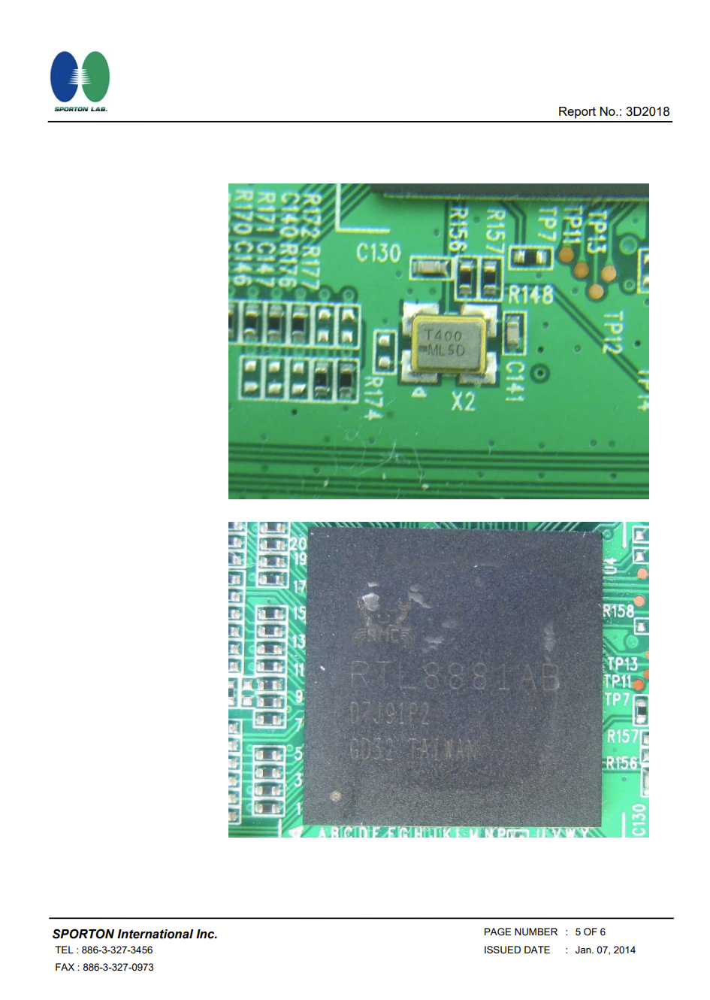 SPORTON LAB.
Report No.: 3D2018
R170 C146
R171 C147
C140 R176
R172 R177
C130
R156
R157
TP7
TP11
TP13
R148
TP12
TP14
T400
ML5D
R174
X2
C141
20
19
17
15
13
11
9
7
5
3
1
U4
R158
TP13
TP11
TP7
R157
R156
C130
RTL8881AB
D7J91P2
GD32 TAIWAN
SPORTON International Inc.
TEL : 886-3-327-3456
FAX : 886-3-327-0973
PAGE NUMBER : 5 OF 6
ISSUED DATE : Jan. 07, 2014